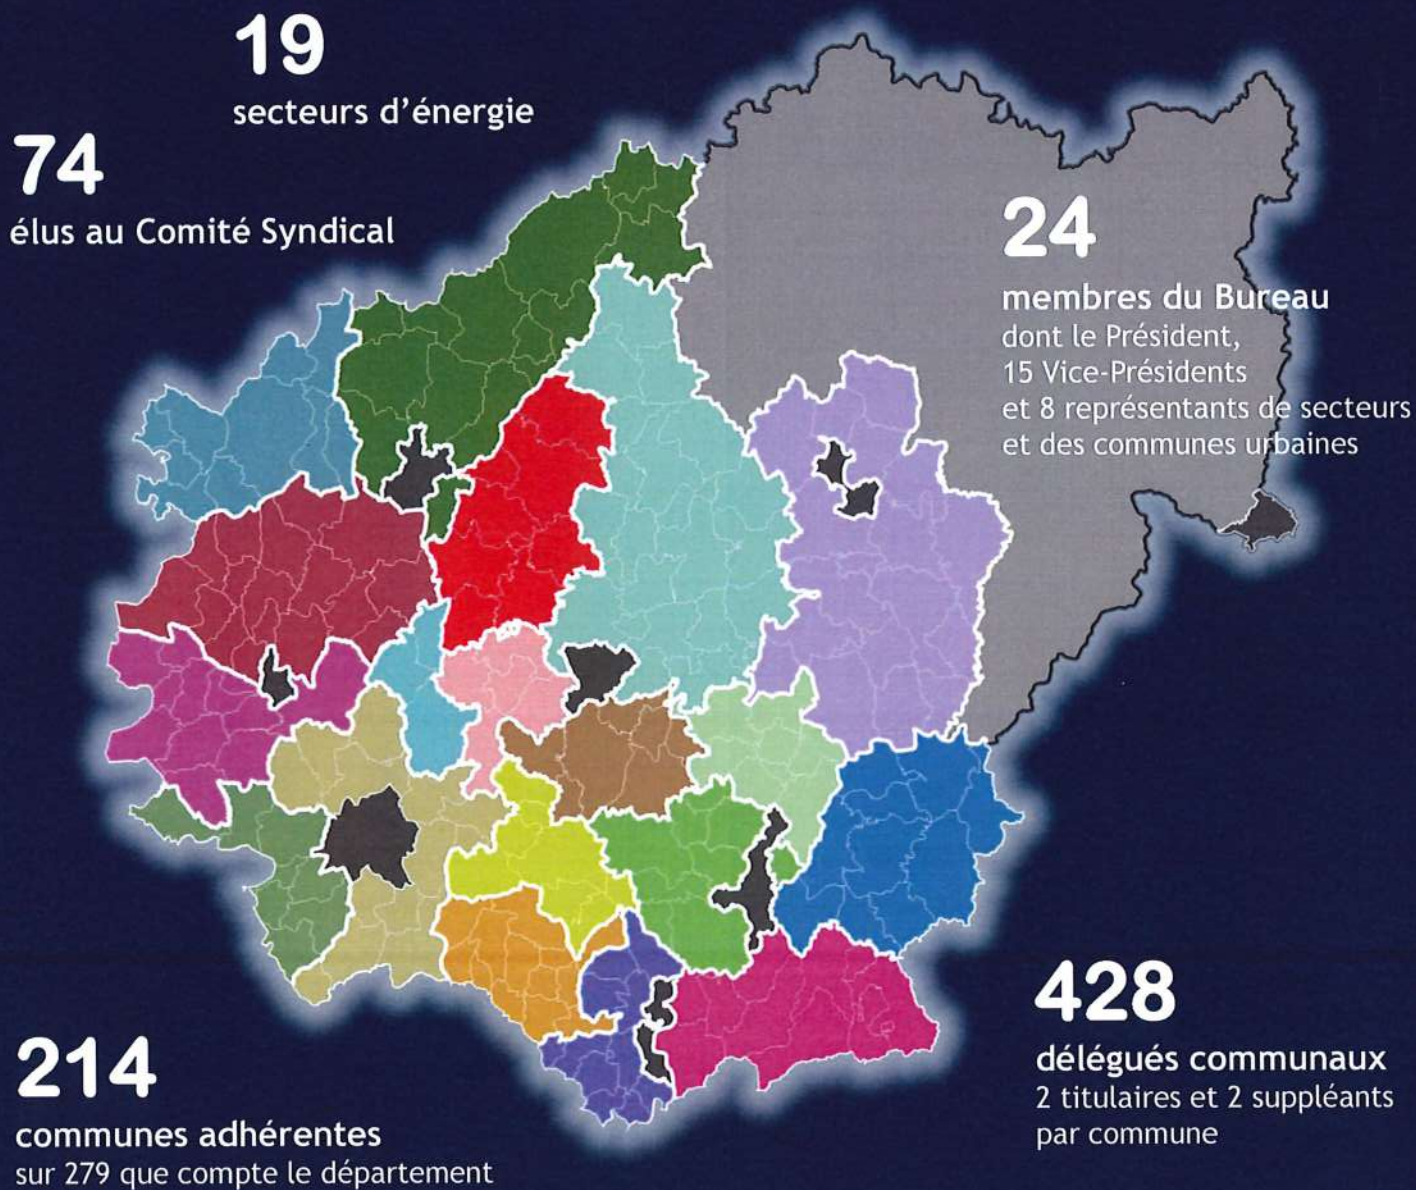 19
secteurs d'énergie
74
élus au Comité Syndical
24
membres du Bureau
dont le Président,
15 Vice-Présidents
et 8 représentants de secteurs
et des communes urbaines
214
communes adhérentes
sur 279 que compte le département
428
délégués communaux
2 titulaires et 2 suppléants
par commune